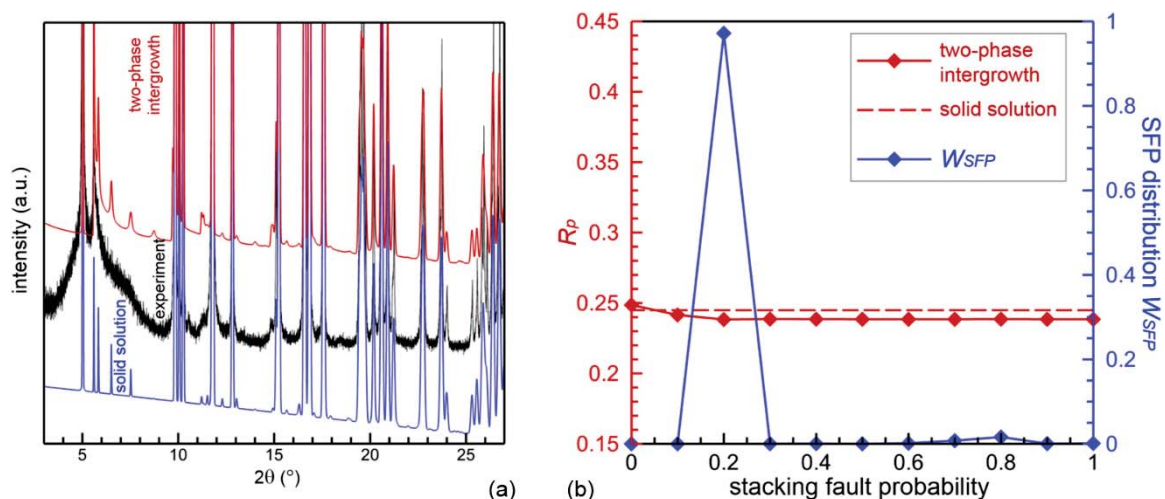 intensity (a.u.)
two-phase
intergrowth
experiment
solid solution
5
10
15
20
25
2θ (°)
(a)
(b)
0.45
0.4
0.35
0.3
0.25
0.2
0.15
R_p
two-phase
intergrowth
solid solution
W_SFP
1
0.8
0.6
0.4
0.2
0
SFP distribution W_SFP
0
0.2
0.4
0.6
0.8
1
stacking fault probability